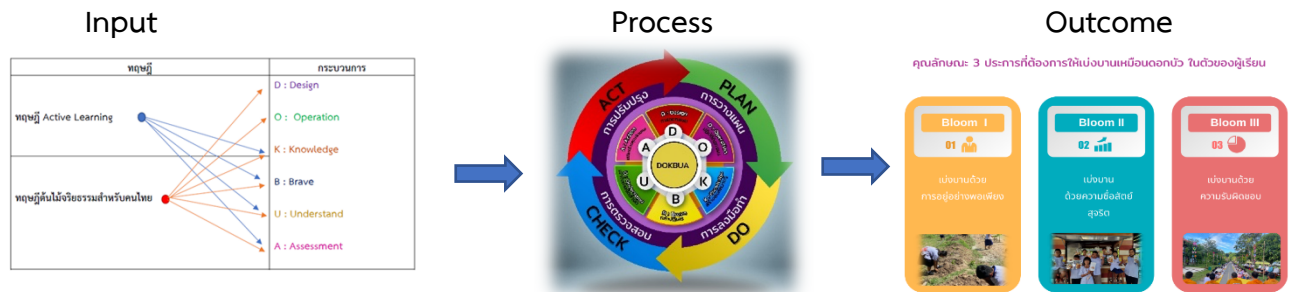 Input
Process
Outcome
ทฤษฎี
กระบวนการ
ทฤษฎี Active Learning
ทฤษฎีต้นไม้จริยธรรมสำหรับคนไทย
D : Design
O : Operation
K : Knowledge
B : Brave
U : Understand
A : Assessment
ACT
PLAN
DO
CHECK
การปรับปรุง
การวางแผน
การลงมือทำ
การตรวจสอบ
D
O
K
B
U
A
DOKBUA
คุณลักษณะ 3 ประการที่ต้องการให้เบ่งบานเหมือนดอกบัว ในตัวของผู้เรียน
Bloom I
01
เบ่งบานด้วย
การอยู่อย่างพอเพียง
Bloom II
02
เบ่งบาน
ด้วยความซื่อสัตย์
สุจริต
Bloom III
03
เบ่งบานด้วย
ความรับผิดชอบ